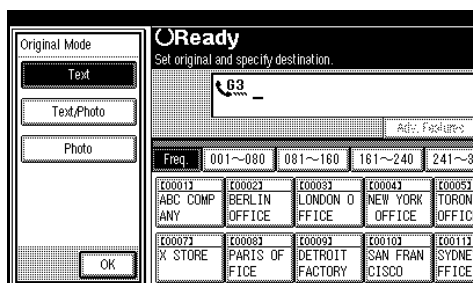 Original Mode
Text
Text/Photo
Photo
OK
Ready
Set original and specify destination.
G3
Adv. Features
Freq. 001~080 081~160 161~240 241~3
[0001] [0002] [0003] [0004] [0005]
ABC COMP BERLIN LONDON O NEW YORK TORON
ANY OFFICE FFICE OFFICE OFFIC
[0007] [0008] [0009] [0010] [0011]
X STORE PARIS OF DETROIT SAN FRAN SYDNE
FICE FACTORY CISCO FFICE